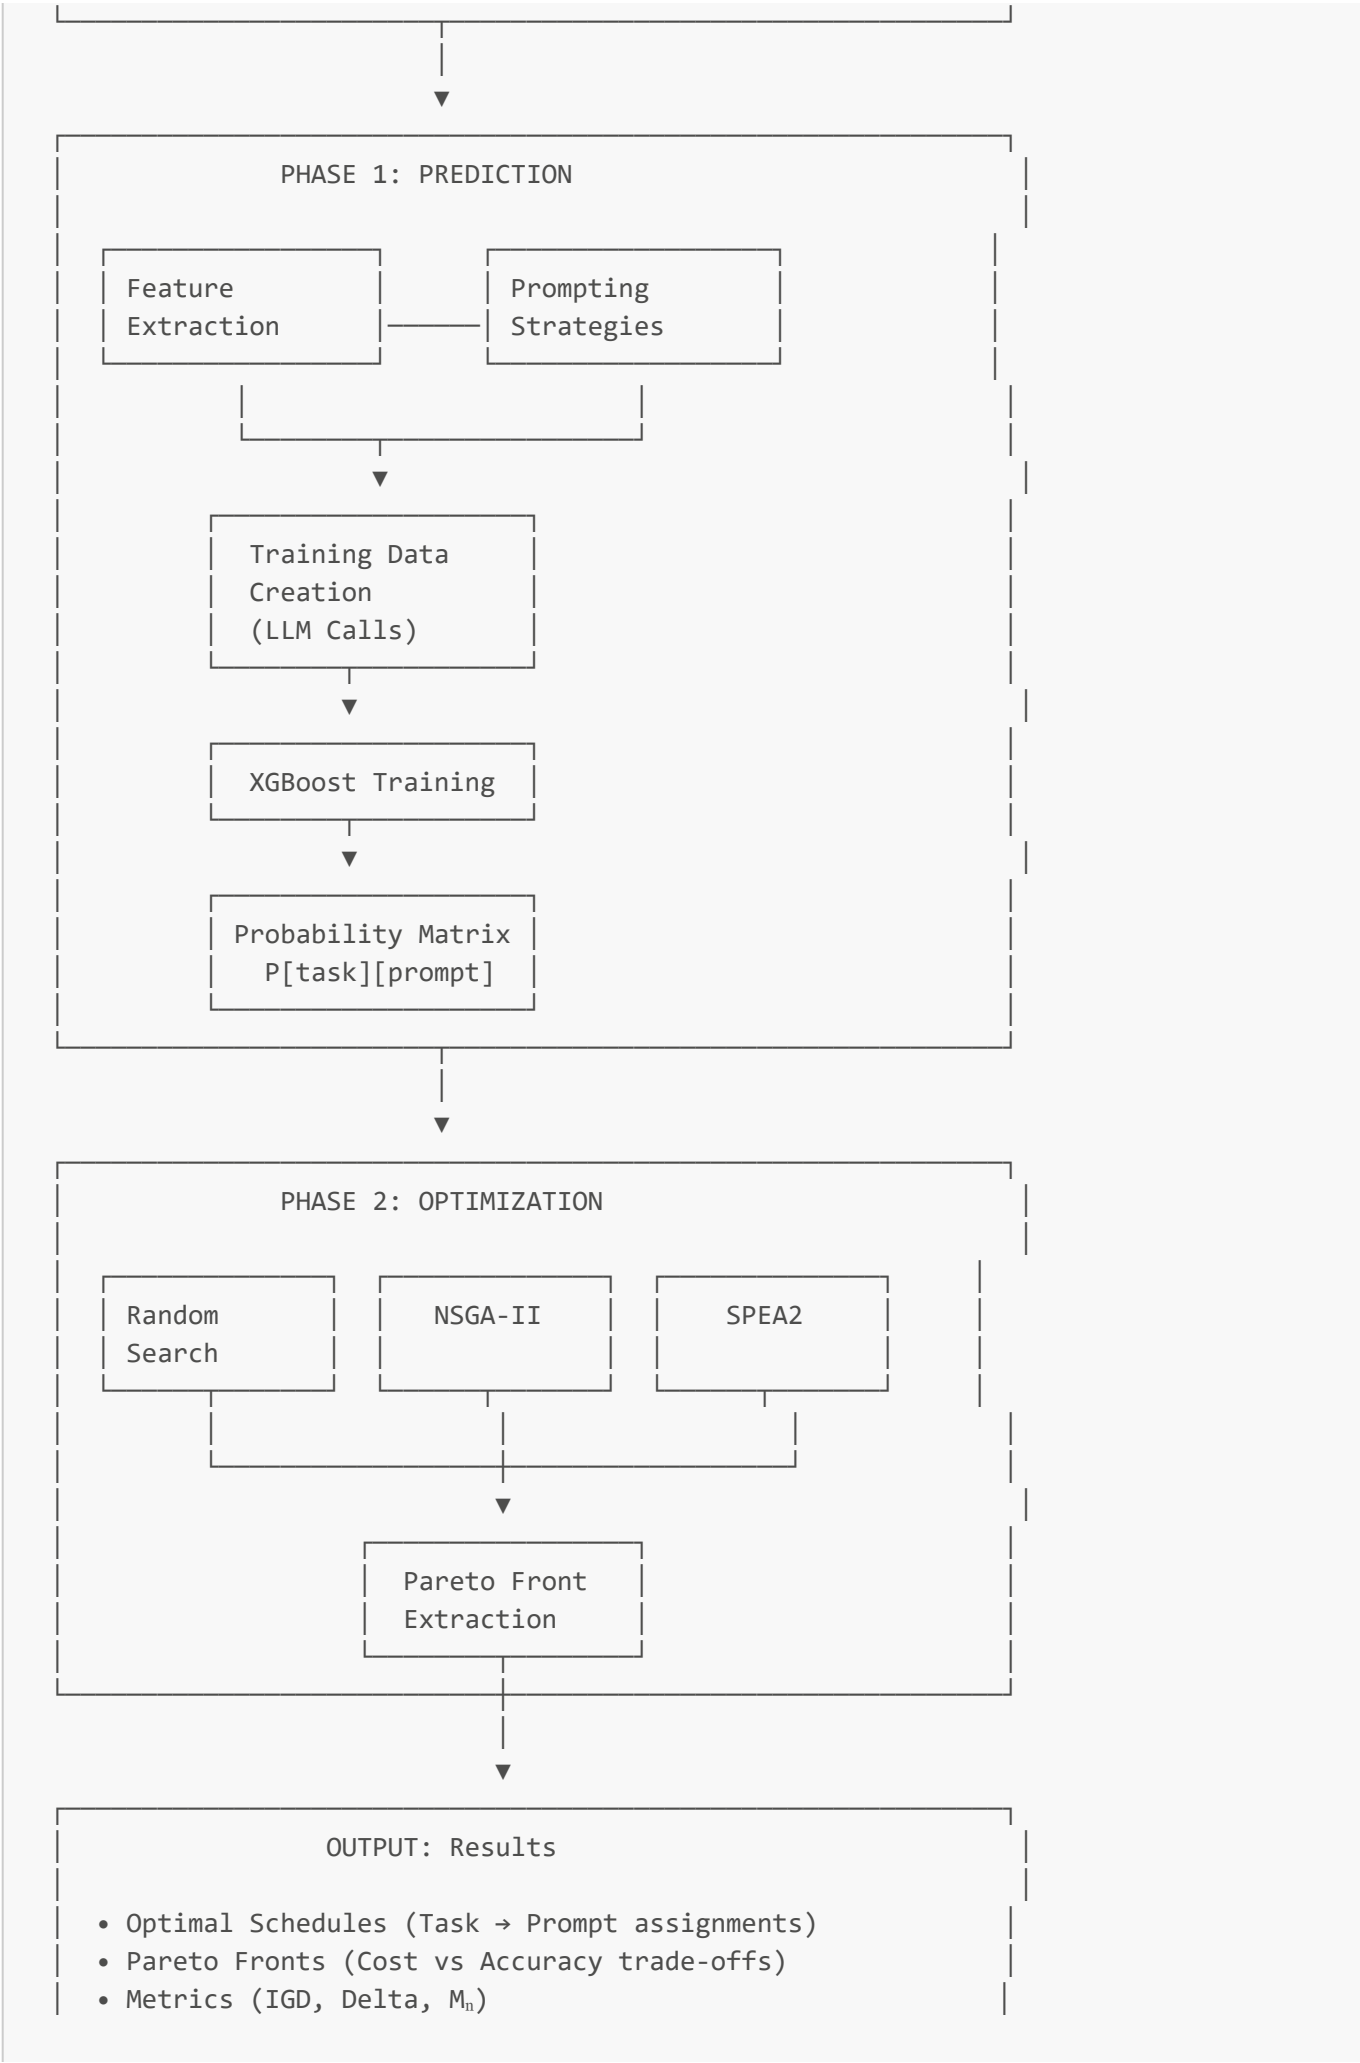 PHASE 1: PREDICTION
Feature
Extraction
Prompting
Strategies
Training Data
Creation
(LLM Calls)
XGBoost Training
Probability Matrix
P[task][prompt]
PHASE 2: OPTIMIZATION
Random
Search
NSGA-II
SPEA2
Pareto Front
Extraction
OUTPUT: Results
• Optimal Schedules (Task → Prompt assignments)
• Pareto Fronts (Cost vs Accuracy trade-offs)
• Metrics (IGD, Delta, Mₙ)